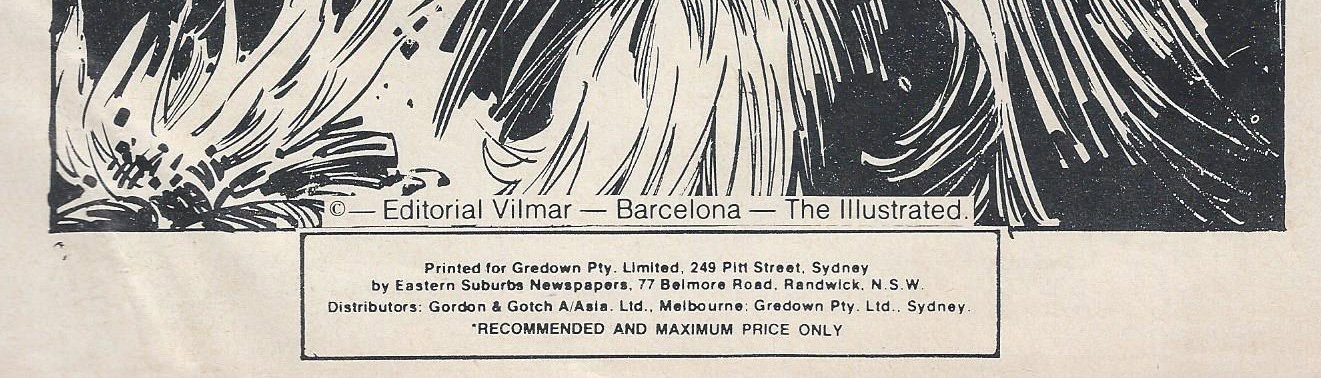 ©— Editorial Vilmar — Barcelona — The Illustrated.
Printed for Gredown Pty. Limited, 249 Pitt Street, Sydney
by Eastern Suburbs Newspapers, 77 Belmore Road, Randwick, N.S.W.
Distributors: Gordon & Gotch A/Asia. Ltd., Melbourne: Gredown Pty. Ltd., Sydney.
*RECOMMENDED AND MAXIMUM PRICE ONLY